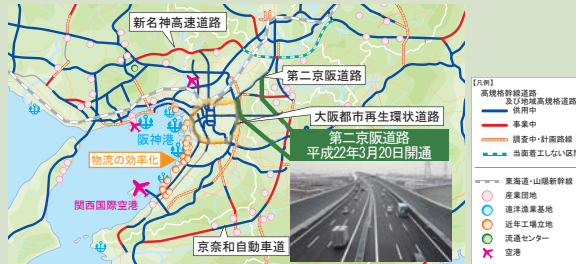 新名神高速道路
第二京阪道路
大阪都市再生環状道路
第二京阪道路
平成22年3月20日開通
阪神港
物流の効率化
関西国際空港
京奈和自動車道
【凡例】
高規格幹線道路
及び地域高規格道路
供用中
事業中
調査中・計画路線
当面着工しない区間
東海道・山陽新幹線
産業団地
遠洋漁業基地
近年工場立地
流通センター
空港